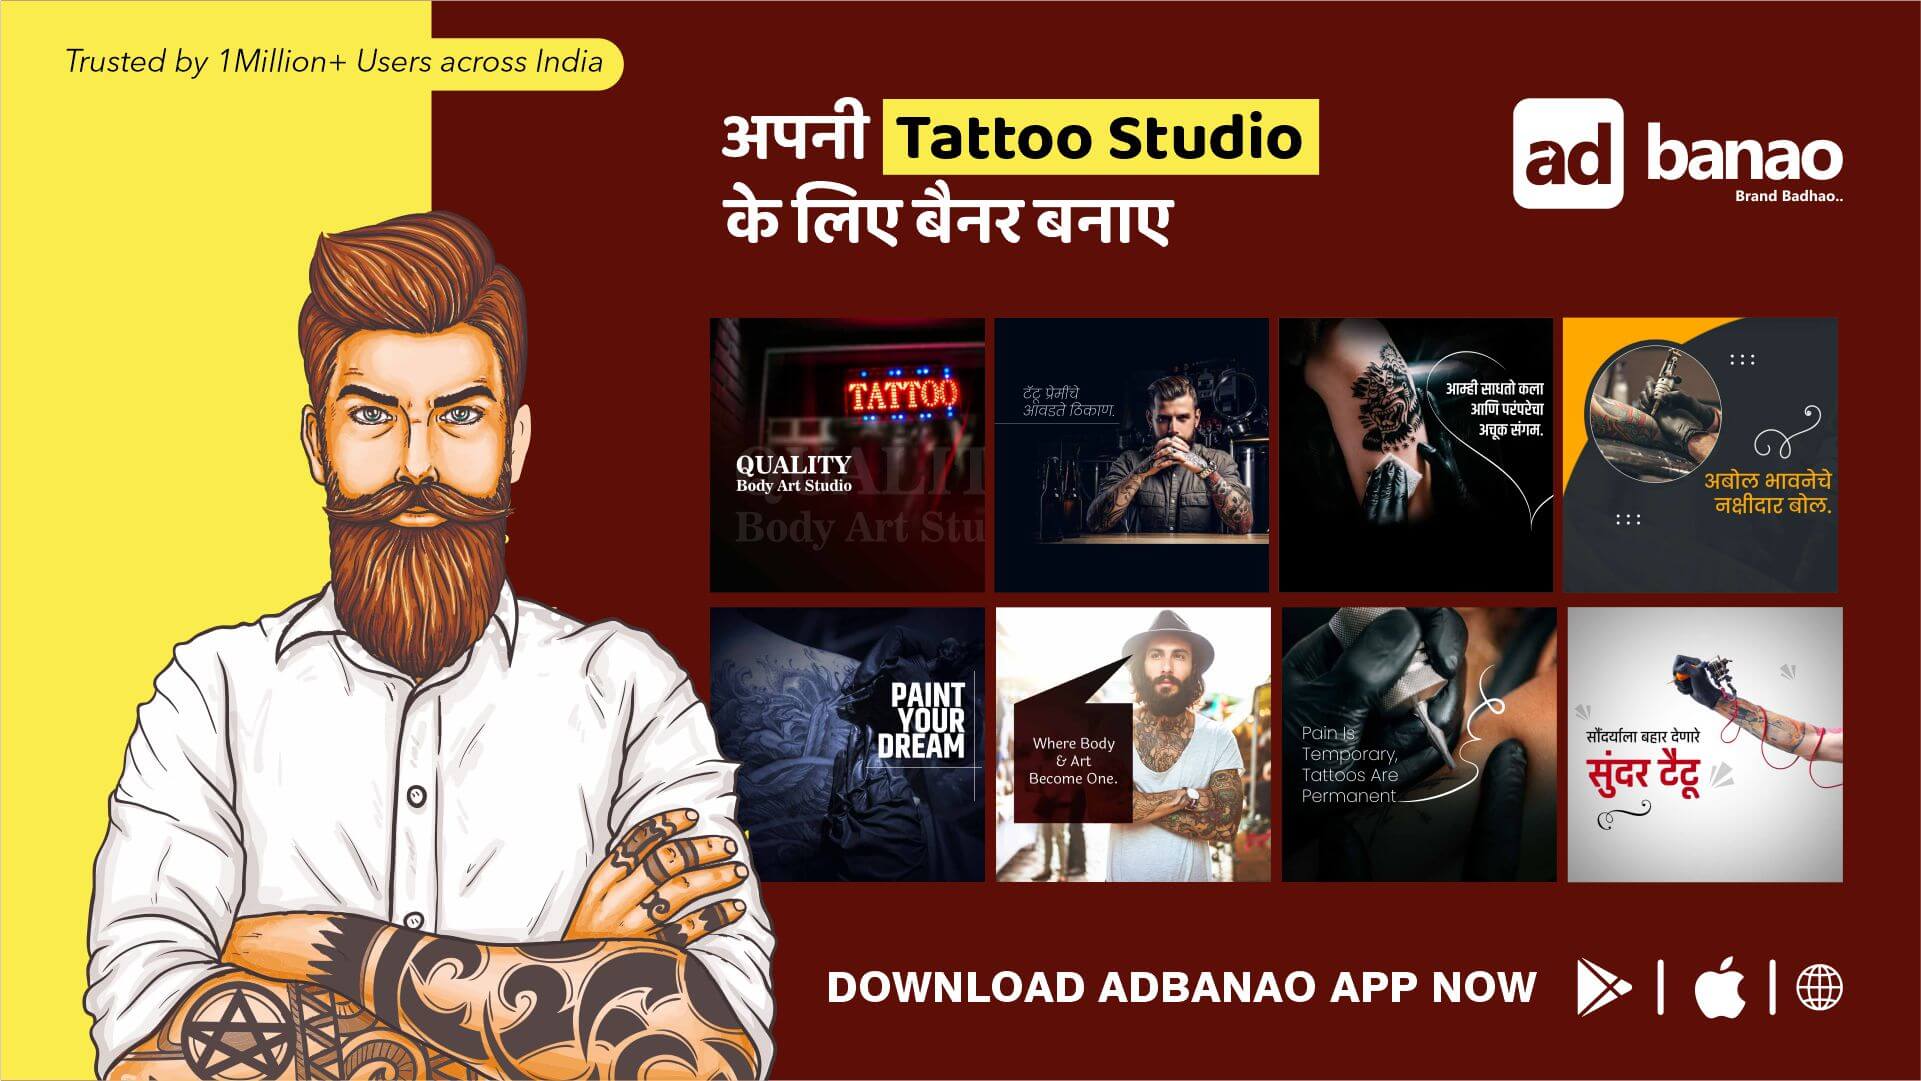 Trusted by 1Million+ Users across India
अपनी Tattoo Studio
के लिए बैनर बनाए
ad banao
Brand Badhao..
TATTOO
QUALITY
Body Art Studio
QUALIT
Body Art Stu
टॅटू प्रेमींचे
आवडते ठिकाण.
आम्ही साधतो कला
आणि परंपरेचा
अचूक संगम.
अबोल भावनेचे
नक्षीदार बोल.
PAINT
YOUR
DREAM
Where Body
& Art
Become One.
Pain Is
Temporary,
Tattoos Are
Permanent
सौंदर्याला बहार देणारे
सुंदर टॅटू
DOWNLOAD ADBANAO APP NOW